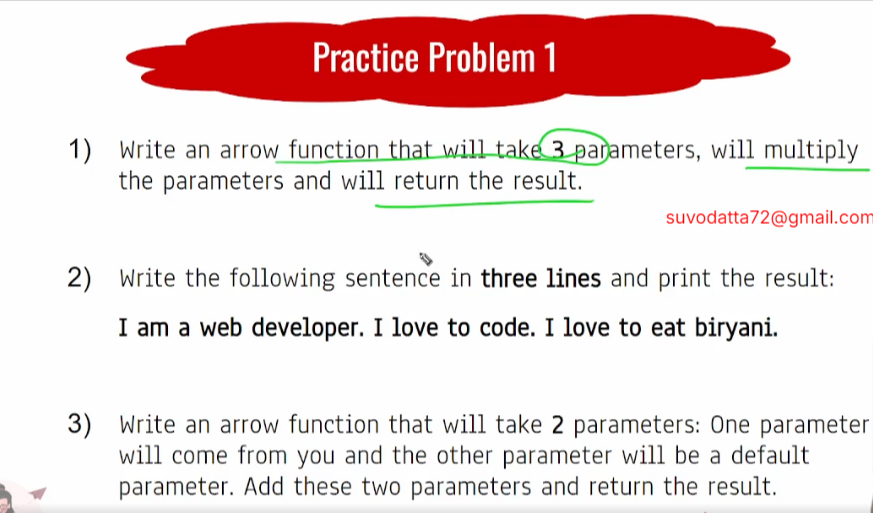 Practice Problem 1
1) Write an arrow function that will take 3 parameters, will multiply
the parameters and will return the result.
suvodatta72@gmail.com
2) Write the following sentence in three lines and print the result:
I am a web developer. I love to code. I love to eat biryani.
3) Write an arrow function that will take 2 parameters: One parameter
will come from you and the other parameter will be a default
parameter. Add these two parameters and return the result.